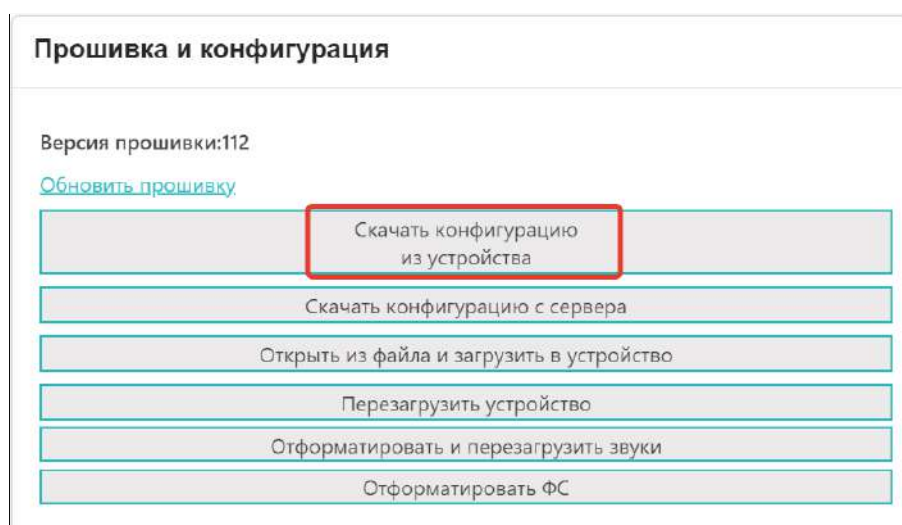 Прошивка и конфигурация
Версия прошивки:112
Обновить прошивку
Скачать конфигурацию
из устройства
Скачать конфигурацию с сервера
Открыть из файла и загрузить в устройство
Перезагрузить устройство
Отформатировать и перезагрузить звуки
Отформатировать ФС